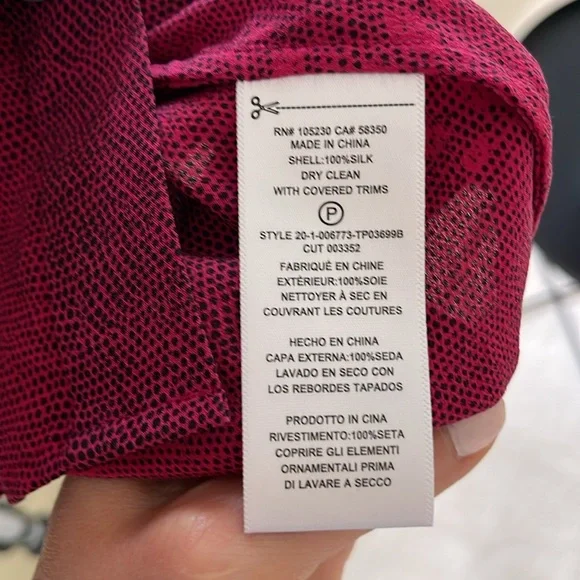 RN# 105230 CA# 58350
MADE IN CHINA
SHELL:100%SILK
DRY CLEAN
WITH COVERED TRIMS
P
STYLE 20-1-006773-TP03699B
CUT 003352
FABRIQUÉ EN CHINE
EXTÉRIEUR:100%SOIE
NETTOYER À SEC EN
COUVRANT LES COUTURES
HECHO EN CHINA
CAPA EXTERNA:100%SEDA
LAVADO EN SECO CON
LOS REBORDES TAPADOS
PRODOTTO IN CINA
RIVESTIMENTO:100%SETA
COPRIRE GLI ELEMENTI
ORNAMENTALI PRIMA
DI LAVARE A SECCO